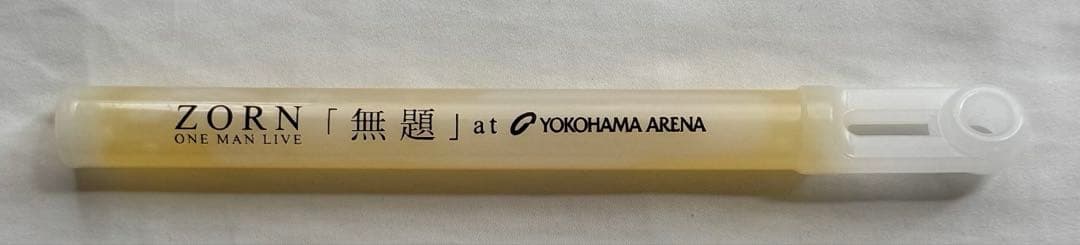 ZORN
ONE MAN LIVE
「無題」at YOKOHAMA ARENA